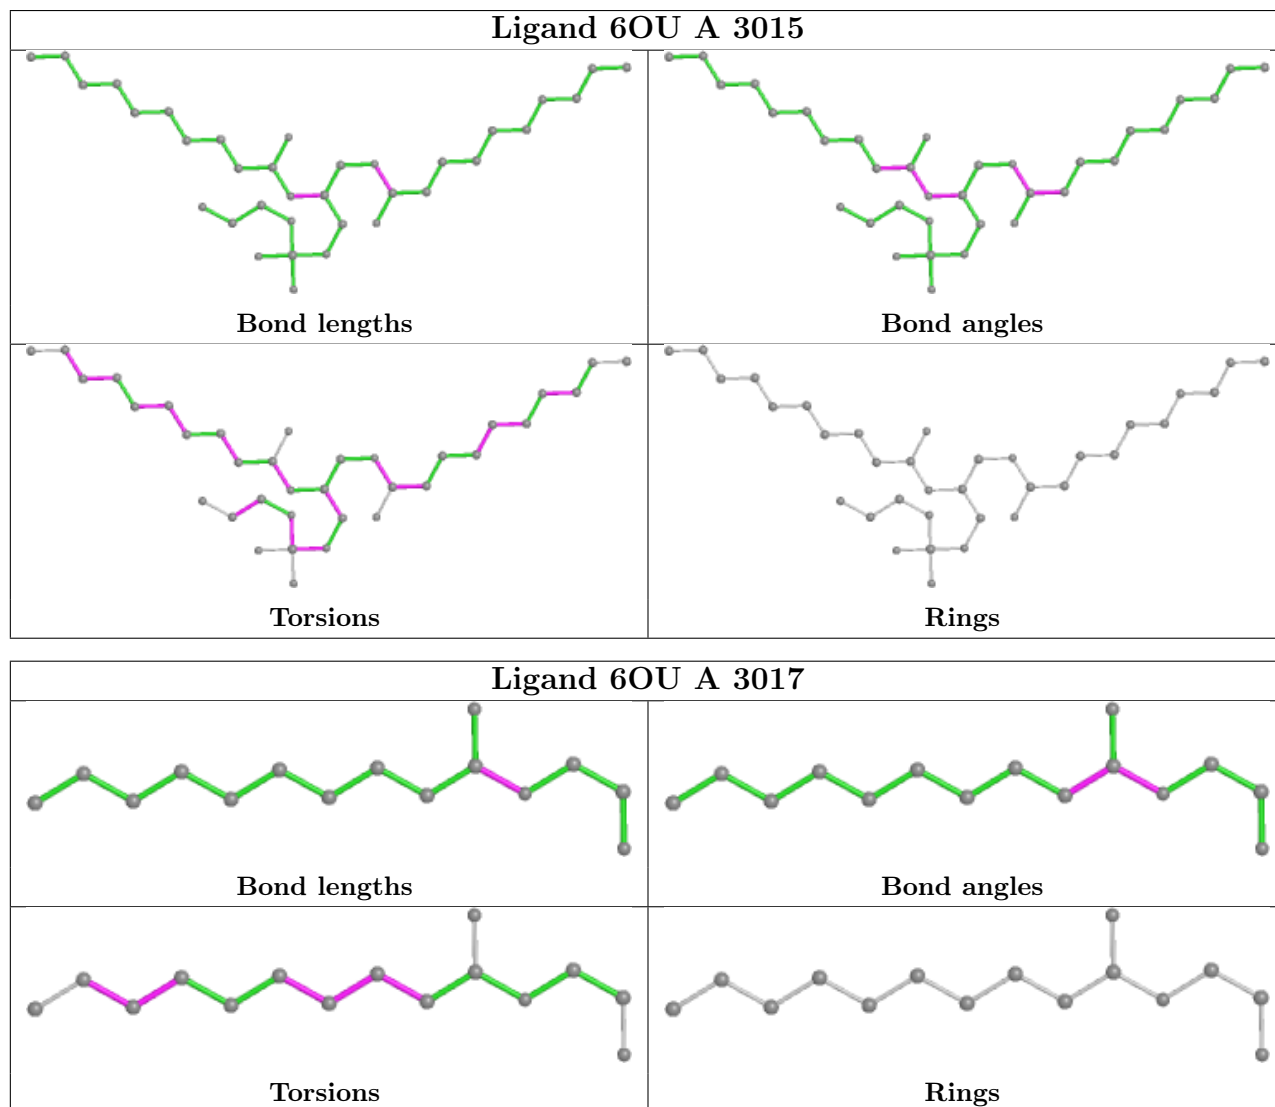 Ligand 6OU A 3015
Bond lengths
Bond angles
Torsions
Rings
Ligand 6OU A 3017
Bond lengths
Bond angles
Torsions
Rings